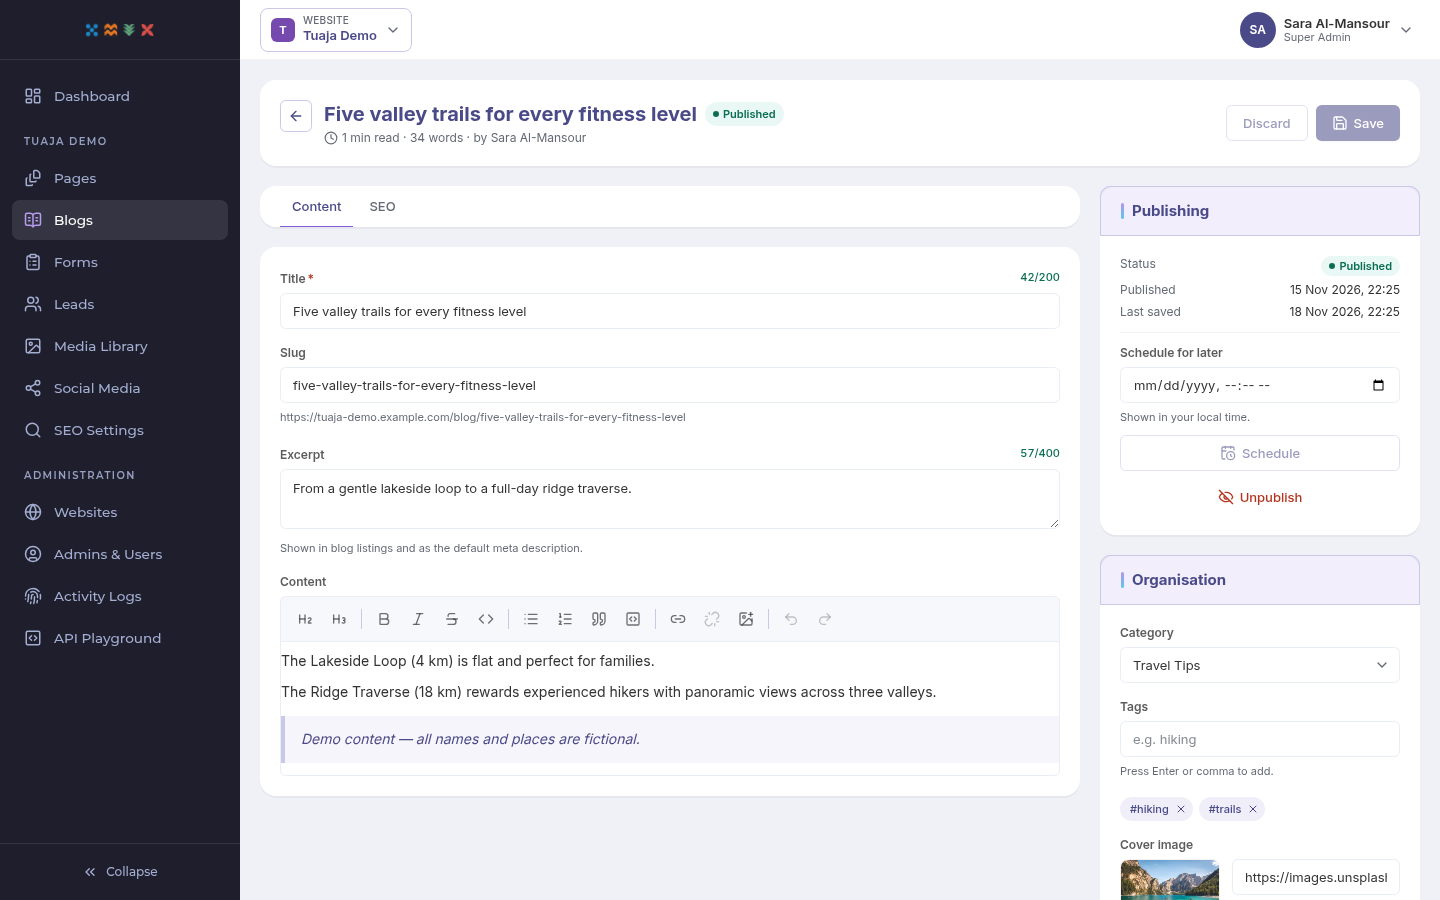 WEBSITE
T
Tuaja Demo
SA
Sara Al-Mansour
Super Admin
Dashboard
TUAJA DEMO
Pages
Blogs
Forms
Leads
Media Library
Social Media
SEO Settings
ADMINISTRATION
Websites
Admins & Users
Activity Logs
API Playground
Collapse
Five valley trails for every fitness level
Published
1 min read · 34 words · by Sara Al-Mansour
Discard
Save
Content
SEO
Title*
42/200
Five valley trails for every fitness level
Slug
five-valley-trails-for-every-fitness-level
https://tuaja-demo.example.com/blog/five-valley-trails-for-every-fitness-level
Excerpt
57/400
From a gentle lakeside loop to a full-day ridge traverse.
Shown in blog listings and as the default meta description.
Content
H2 H3
The Lakeside Loop (4 km) is flat and perfect for families.
The Ridge Traverse (18 km) rewards experienced hikers with panoramic views across three valleys.
Demo content — all names and places are fictional.
Publishing
Status
Published
Published
15 Nov 2026, 22:25
Last saved
18 Nov 2026, 22:25
Schedule for later
mm/dd/yyyy, --:-- --
Shown in your local time.
Schedule
Unpublish
Organisation
Category
Travel Tips
Tags
e.g. hiking
Press Enter or comma to add.
#hiking
#trails
Cover image
https://images.unsplash